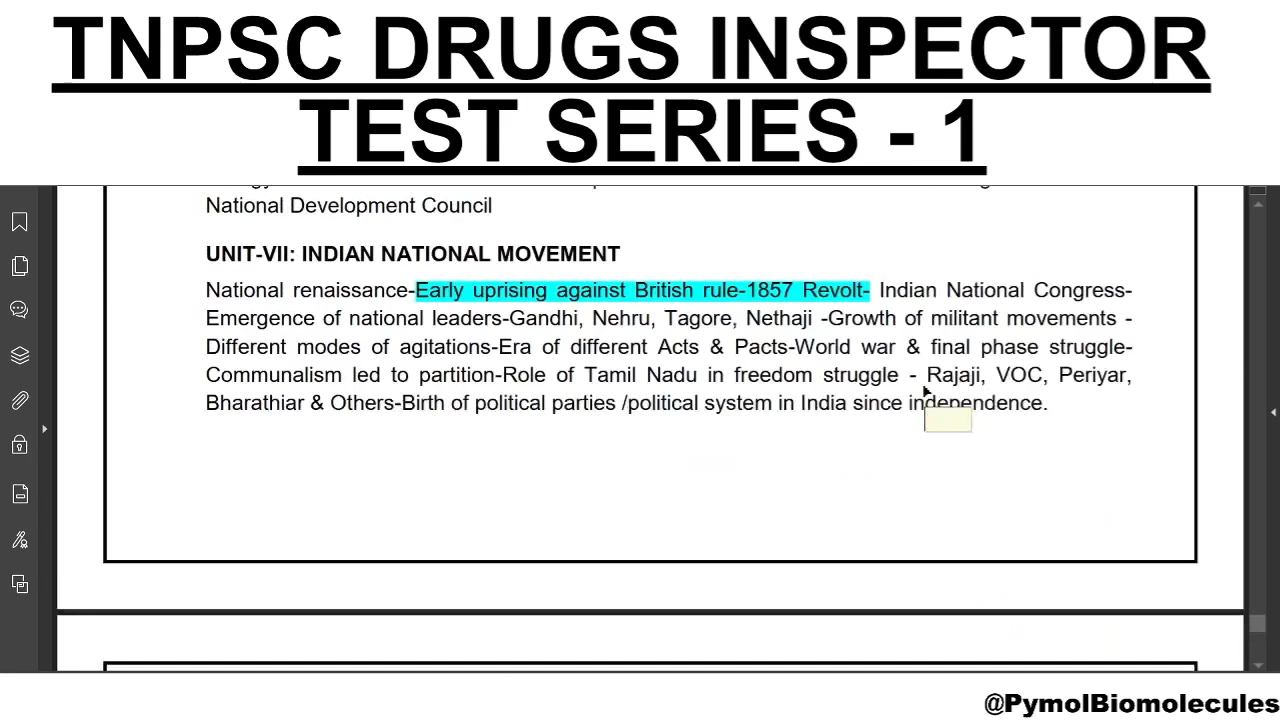 TNPSC DRUGS INSPECTOR
TEST SERIES - 1
National Development Council
UNIT-VII: INDIAN NATIONAL MOVEMENT
National renaissance-Early uprising against British rule-1857 Revolt- Indian National Congress-
Emergence of national leaders-Gandhi, Nehru, Tagore, Nethaji -Growth of militant movements -
Different modes of agitations-Era of different Acts & Pacts-World war & final phase struggle-
Communalism led to partition-Role of Tamil Nadu in freedom struggle - Rajaji, VOC, Periyar,
Bharathiar & Others-Birth of political parties /political system in India since independence.
@PymolBiomolecules